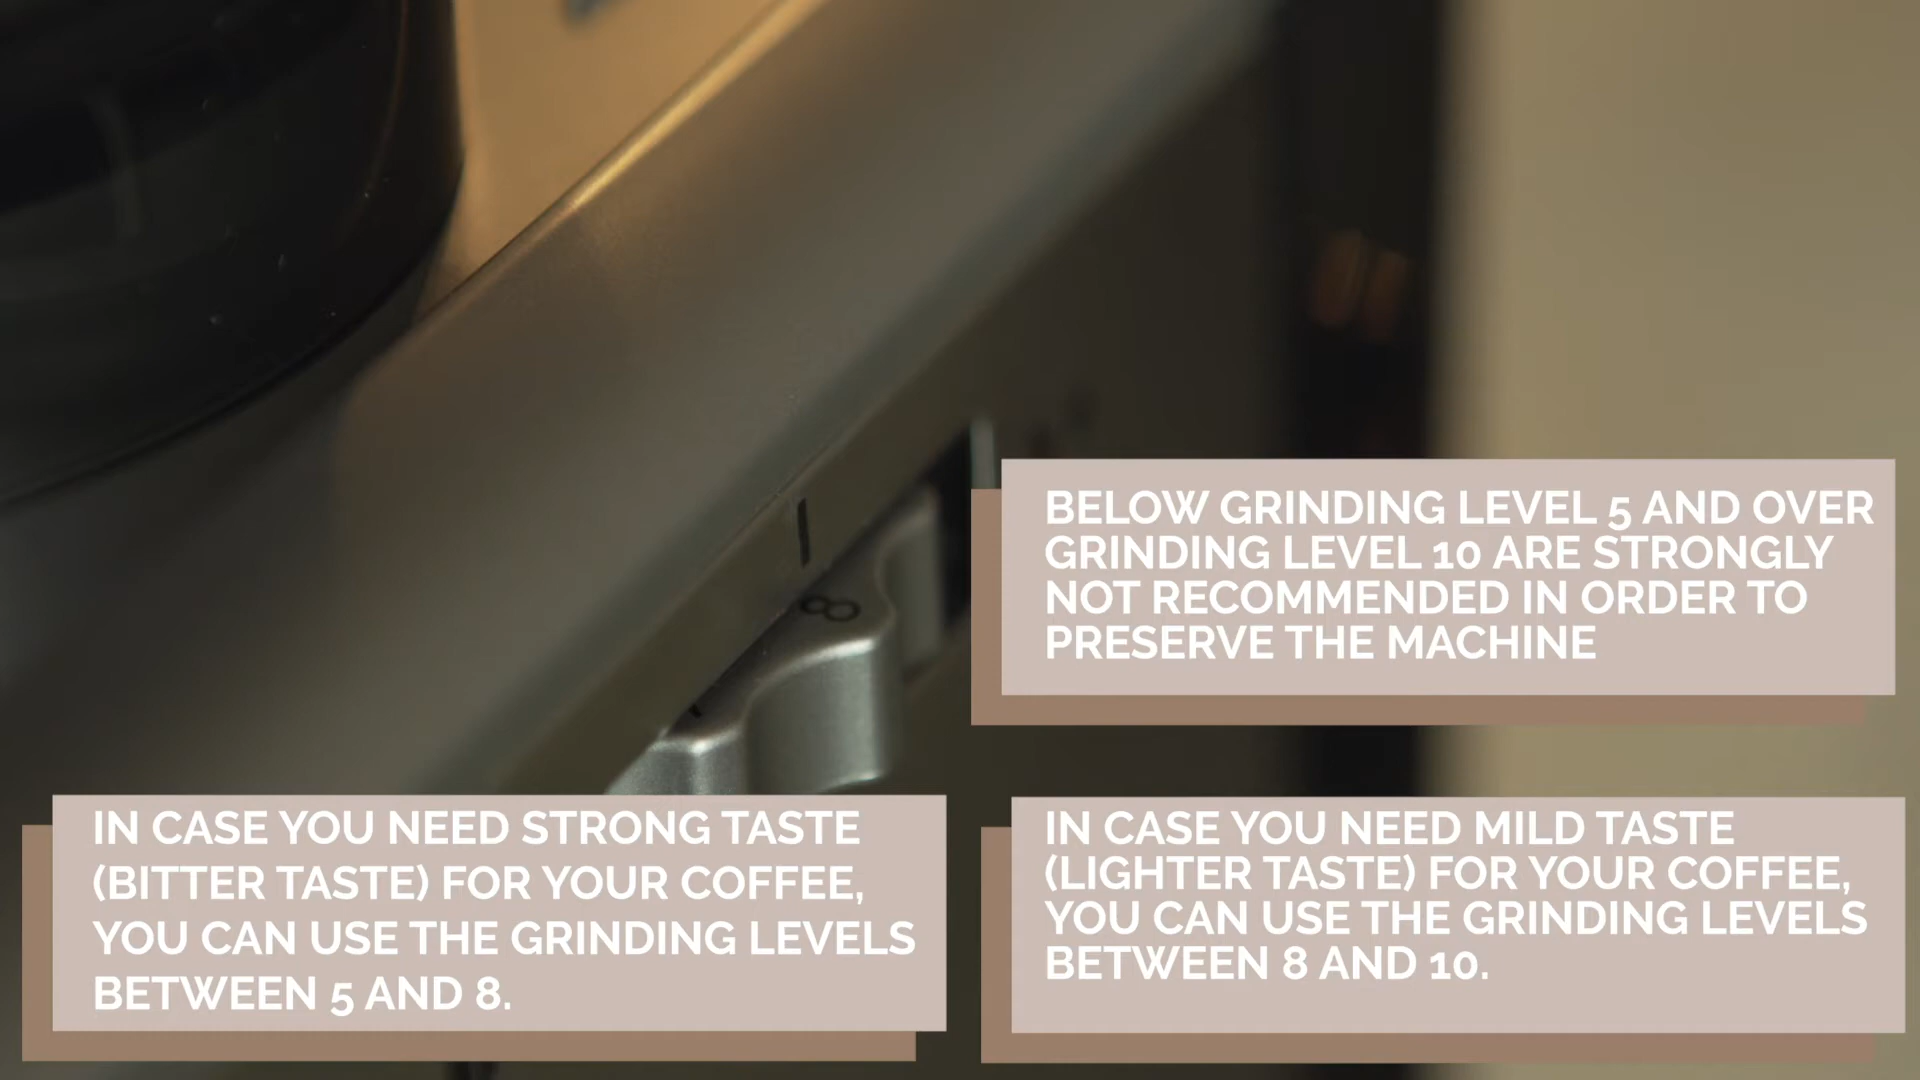 8
BELOW GRINDING LEVEL 5 AND OVER
GRINDING LEVEL 10 ARE STRONGLY
NOT RECOMMENDED IN ORDER TO
PRESERVE THE MACHINE
IN CASE YOU NEED STRONG TASTE
(BITTER TASTE) FOR YOUR COFFEE,
YOU CAN USE THE GRINDING LEVELS
BETWEEN 5 AND 8.
IN CASE YOU NEED MILD TASTE
(LIGHTER TASTE) FOR YOUR COFFEE,
YOU CAN USE THE GRINDING LEVELS
BETWEEN 8 AND 10.